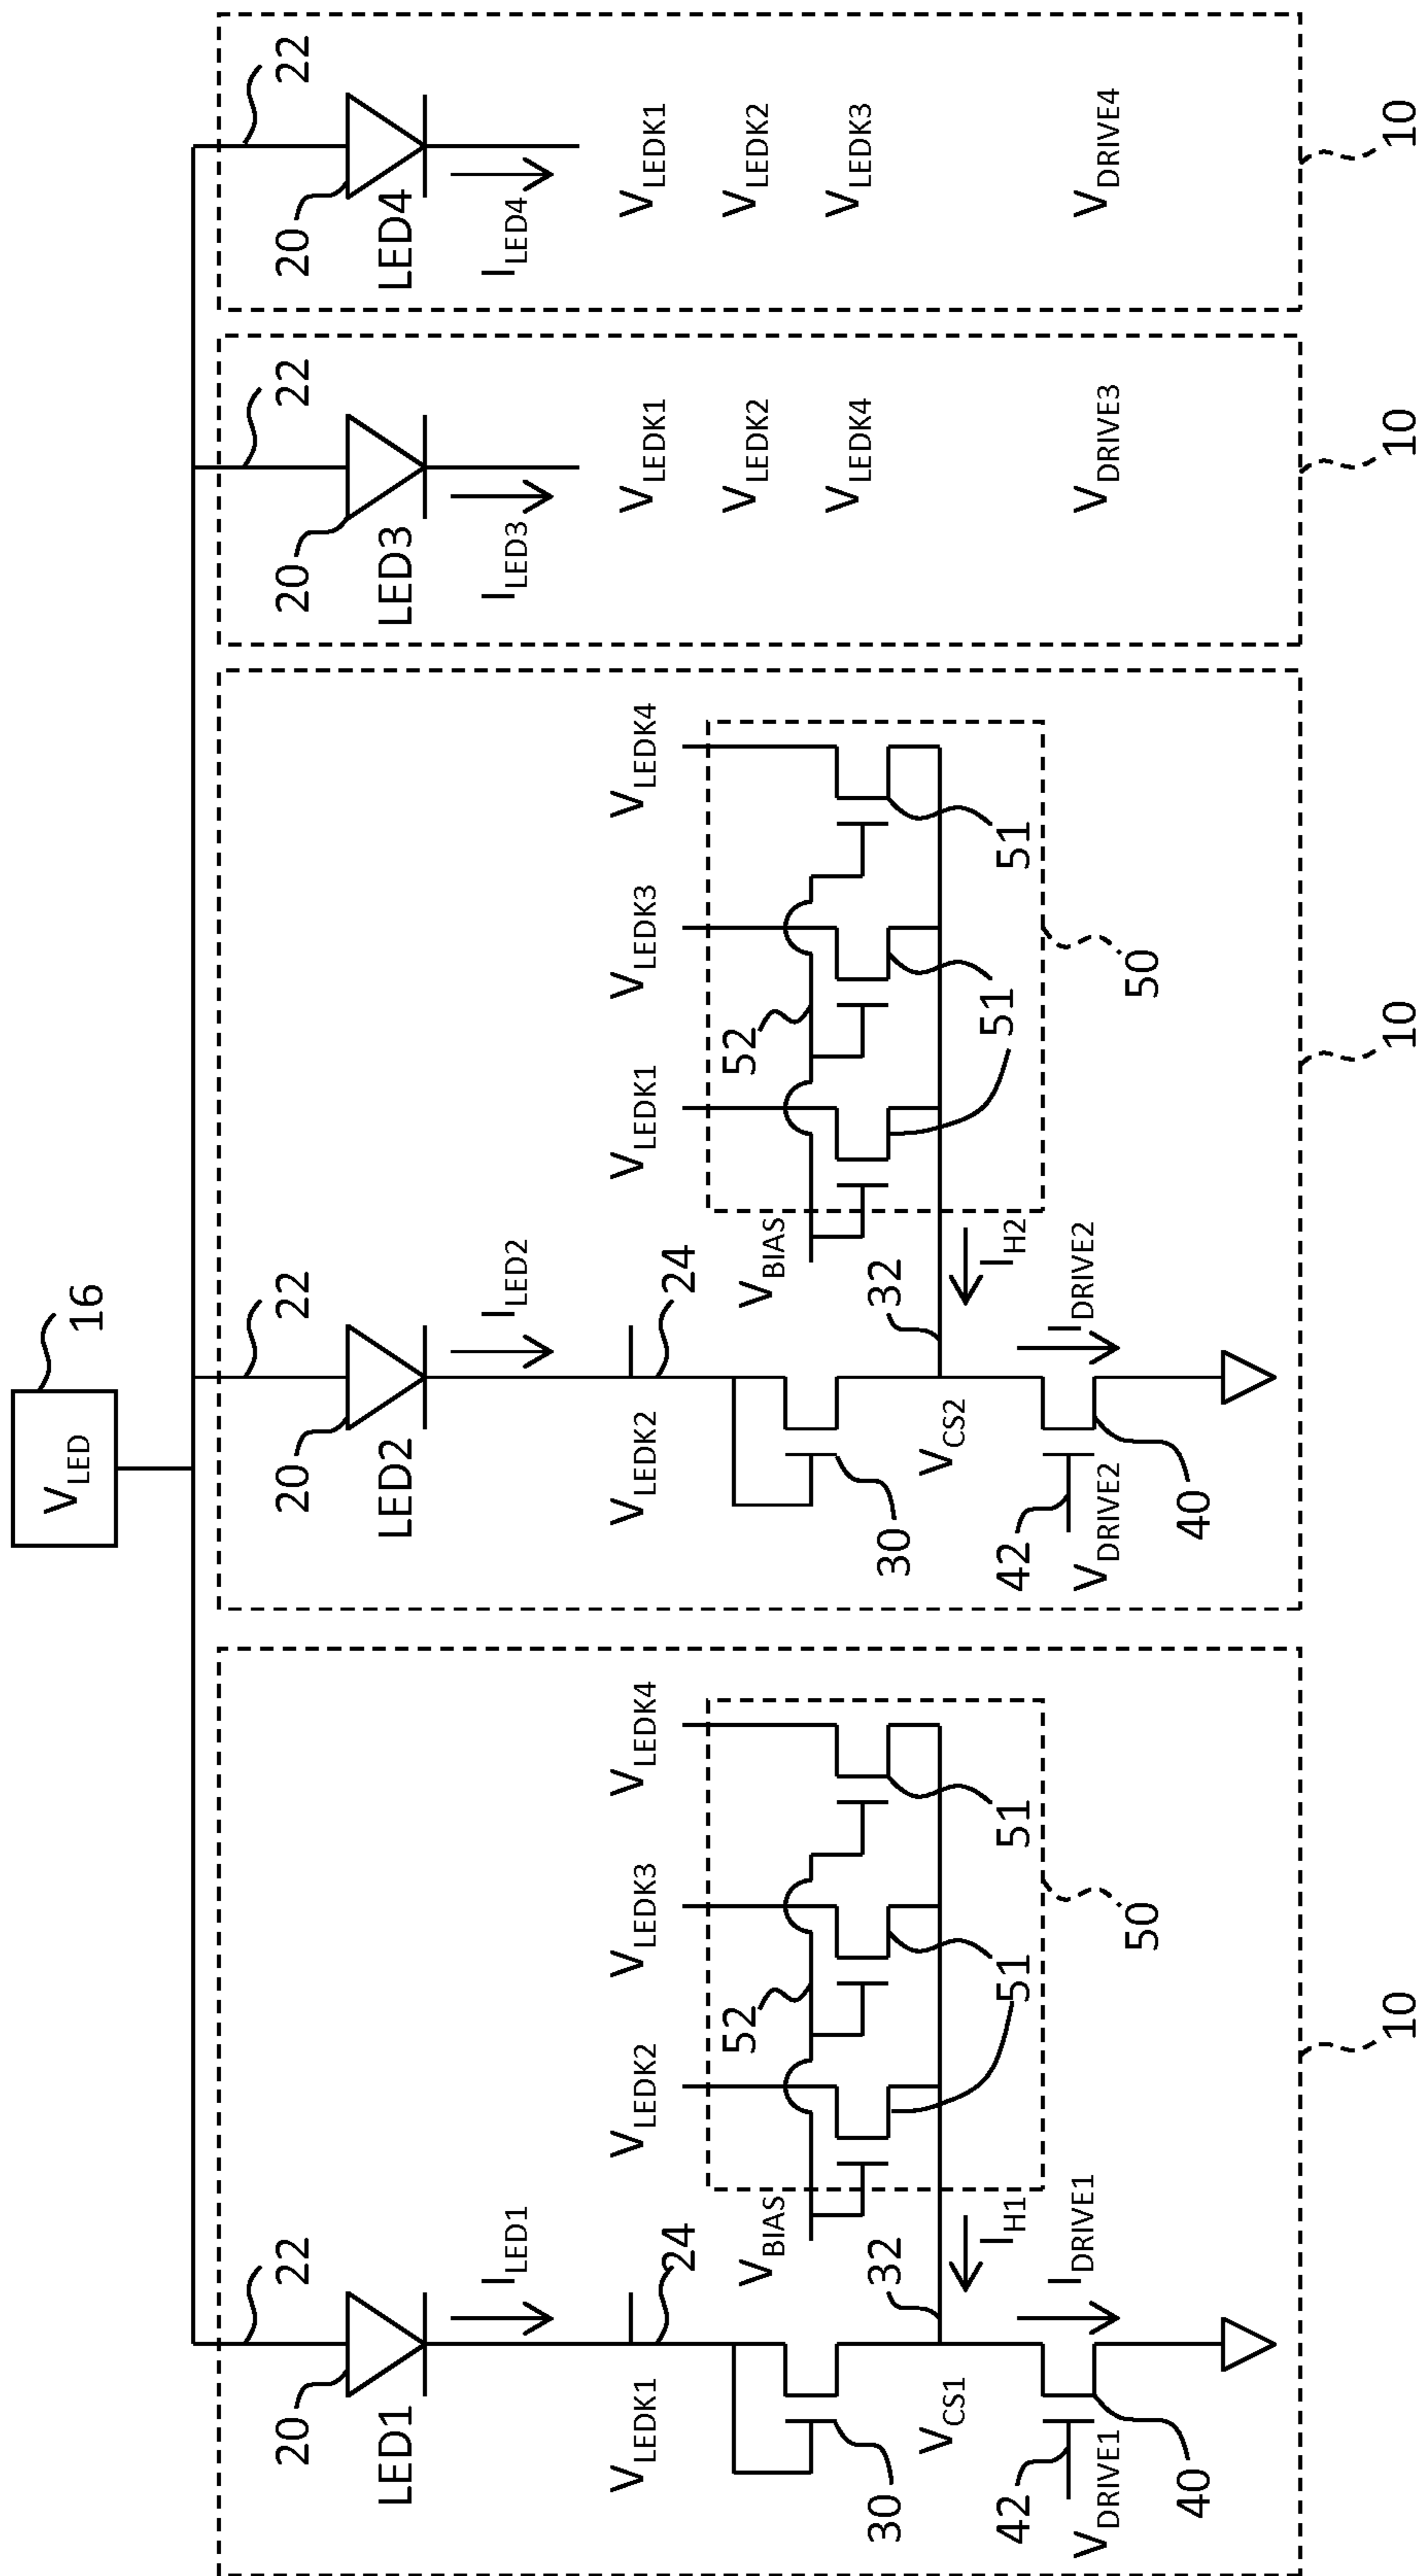 V_LED 16
22
20
LED1
I_LED1
V_LEDK1
24
V_LEDK2
V_LEDK3
V_LEDK4
V_BIAS
52
30
32
51
51
V_CS1
I_H1
42
V_DRIVE1
I_DRIVE1
50
40
10
22
20
LED2
I_LED2
V_LEDK2
24
V_LEDK1
V_LEDK3
V_LEDK4
V_BIAS
52
30
32
51
51
V_CS2
I_H2
42
V_DRIVE2
I_DRIVE2
50
40
10
22
20
LED3
I_LED3
V_LEDK1
V_LEDK2
V_LEDK4
V_DRIVE3
10
22
20
LED4
I_LED4
V_LEDK1
V_LEDK2
V_LEDK3
V_DRIVE4
10